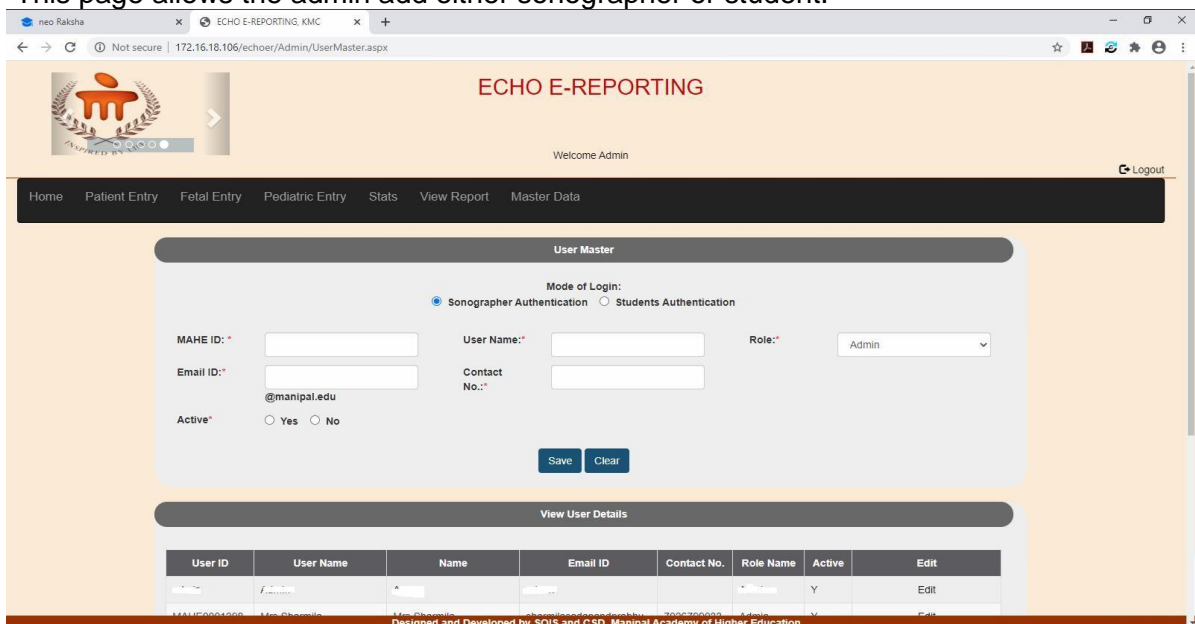 This page allows the admin add either sonographer or student.
neo Raksha
ECHO E-REPORTING, KMC
Not secure | 172.16.18.106/echoer/Admin/UserMaster.aspx
ECHO E-REPORTING
INSPIRED BY
Welcome Admin
Logout
Home Patient Entry Fetal Entry Pediatric Entry Stats View Report Master Data
User Master
Mode of Login:
Sonographer Authentication Students Authentication
MAHE ID: * User Name:* Role:* Admin
Email ID:* Contact No.:*
@manipal.edu
Active* Yes No
Save Clear
View User Details
User ID User Name Name Email ID Contact No. Role Name Active Edit
Y Edit
Designed and Developed by SOIS and CSD, Manipal Academy of Higher Education